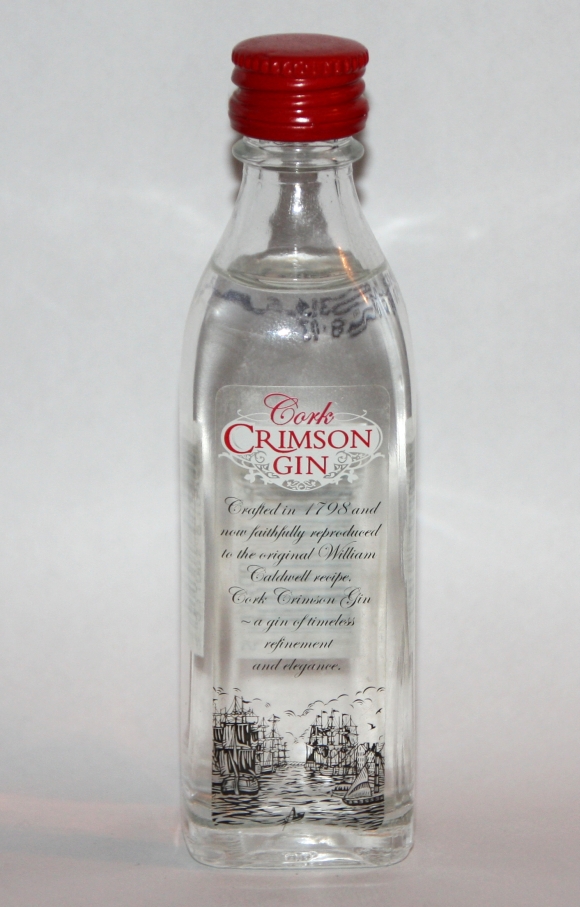 Cork
CRIMSON
GIN
Crafted in 1798 and
now faithfully reproduced
to the original William
Caldwell recipe.
Cork Crimson Gin
~ a gin of timeless
refinement
and elegance.